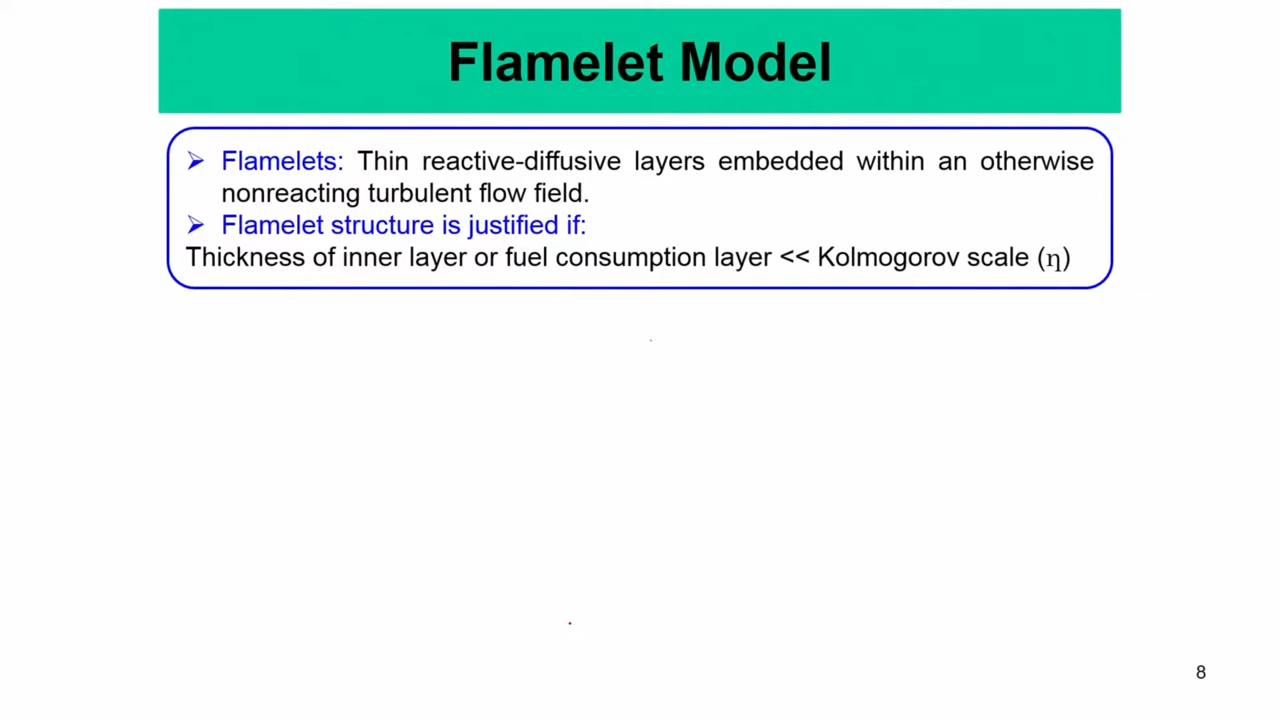 Flamelet Model
➢ Flamelets: Thin reactive-diffusive layers embedded within an otherwise
nonreacting turbulent flow field.
➢ Flamelet structure is justified if:
Thickness of inner layer or fuel consumption layer << Kolmogorov scale (η)
8